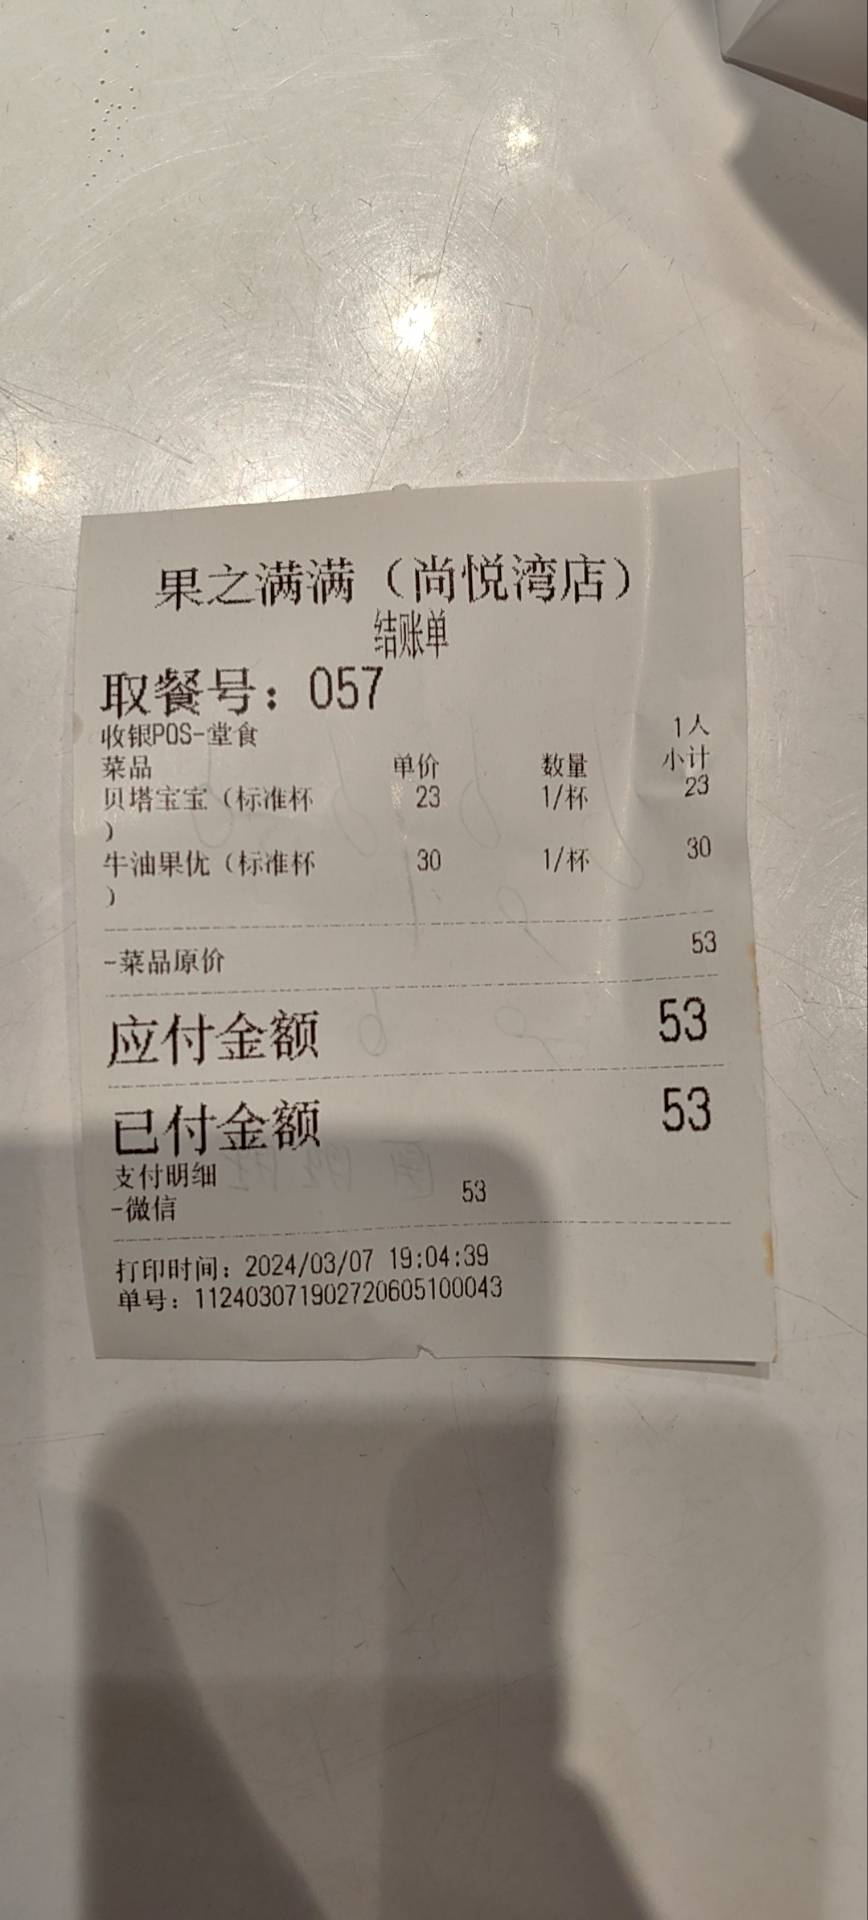 果之满满（尚悦湾店）
结账单
取餐号：057
收银POS-堂食 1人
菜品 单价 数量 小计
贝塔宝宝（标准杯 23 1/杯 23
）
牛油果优（标准杯 30 1/杯 30
）
-菜品原价 53
应付金额 53
已付金额 53
支付明细
-微信 53
打印时间：2024/03/07 19:04:39
单号：112403071902720605100043